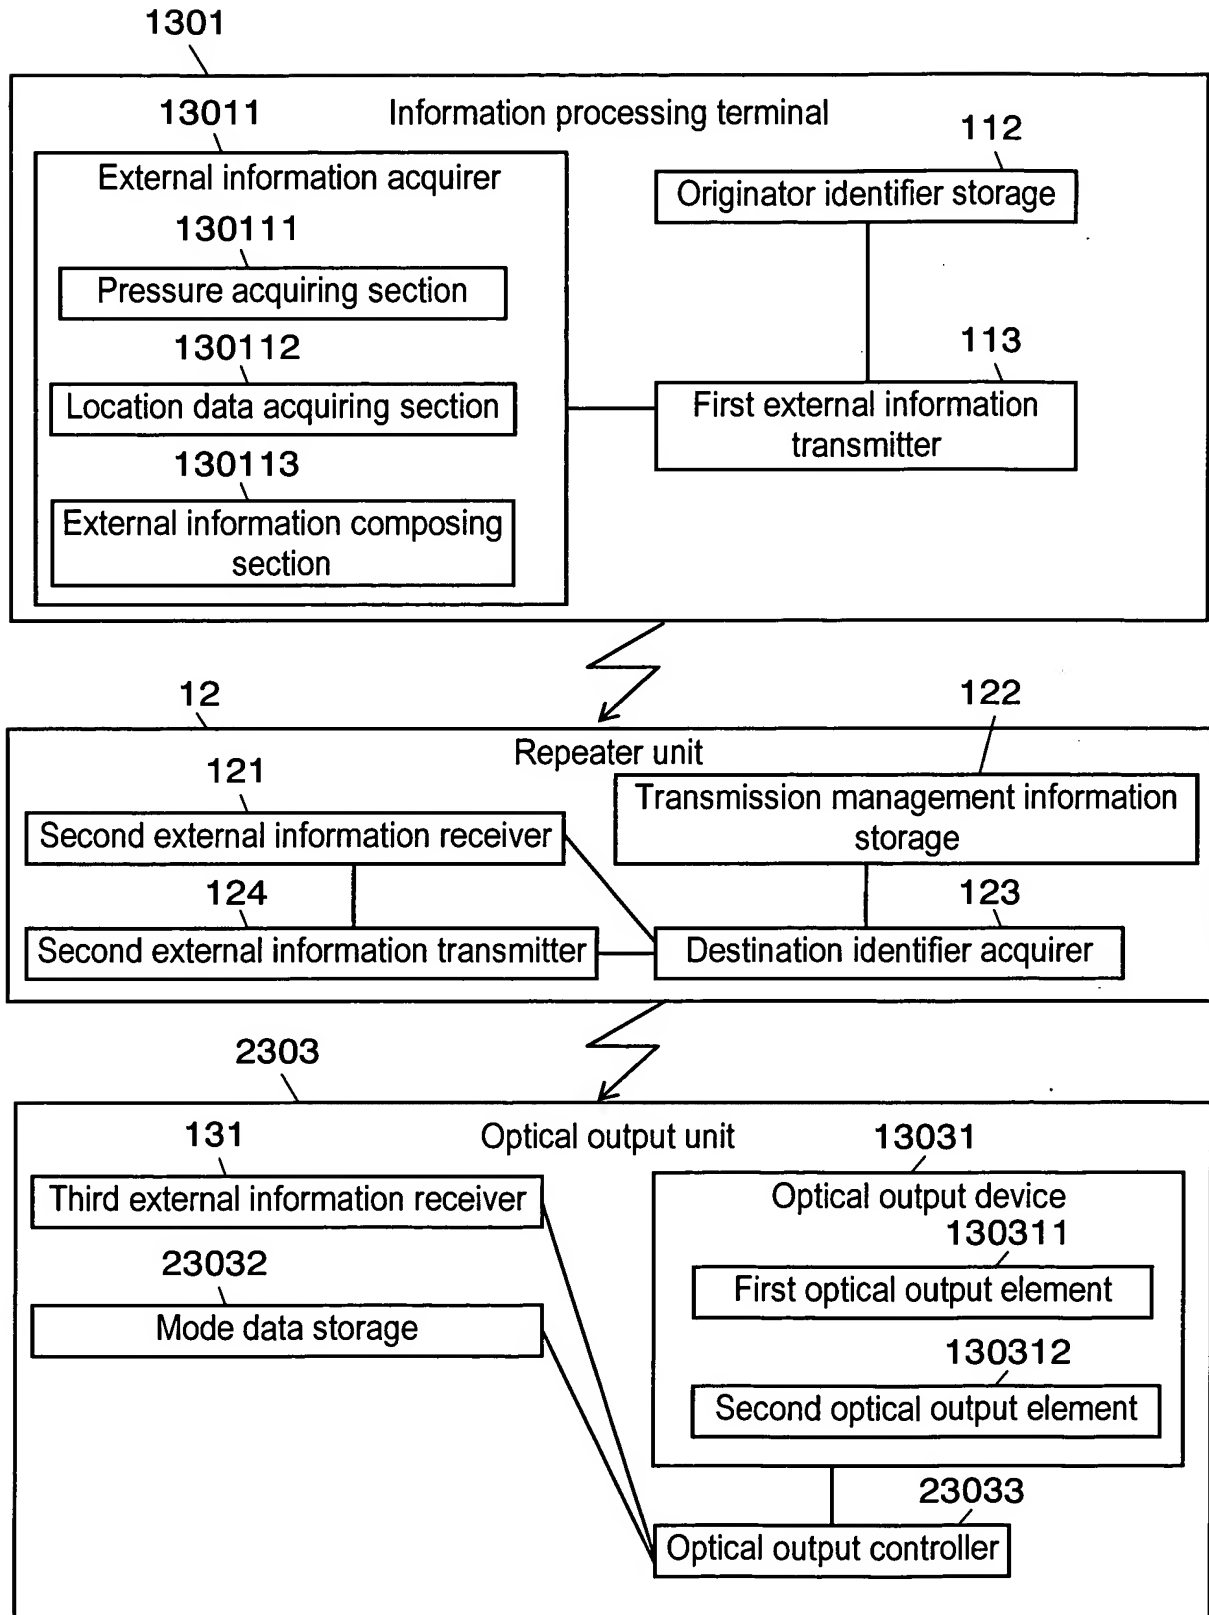 1301
Information processing terminal
13011
External information acquirer
112
Originator identifier storage
130111
Pressure acquiring section
130112
Location data acquiring section
113
First external information
transmitter
130113
External information composing
section
12
Repeater unit
122
121
Second external information receiver
Transmission management information
storage
124
Second external information transmitter
123
Destination identifier acquirer
2303
Optical output unit
131
Third external information receiver
13031
Optical output device
130311
First optical output element
23032
Mode data storage
130312
Second optical output element
23033
Optical output controller